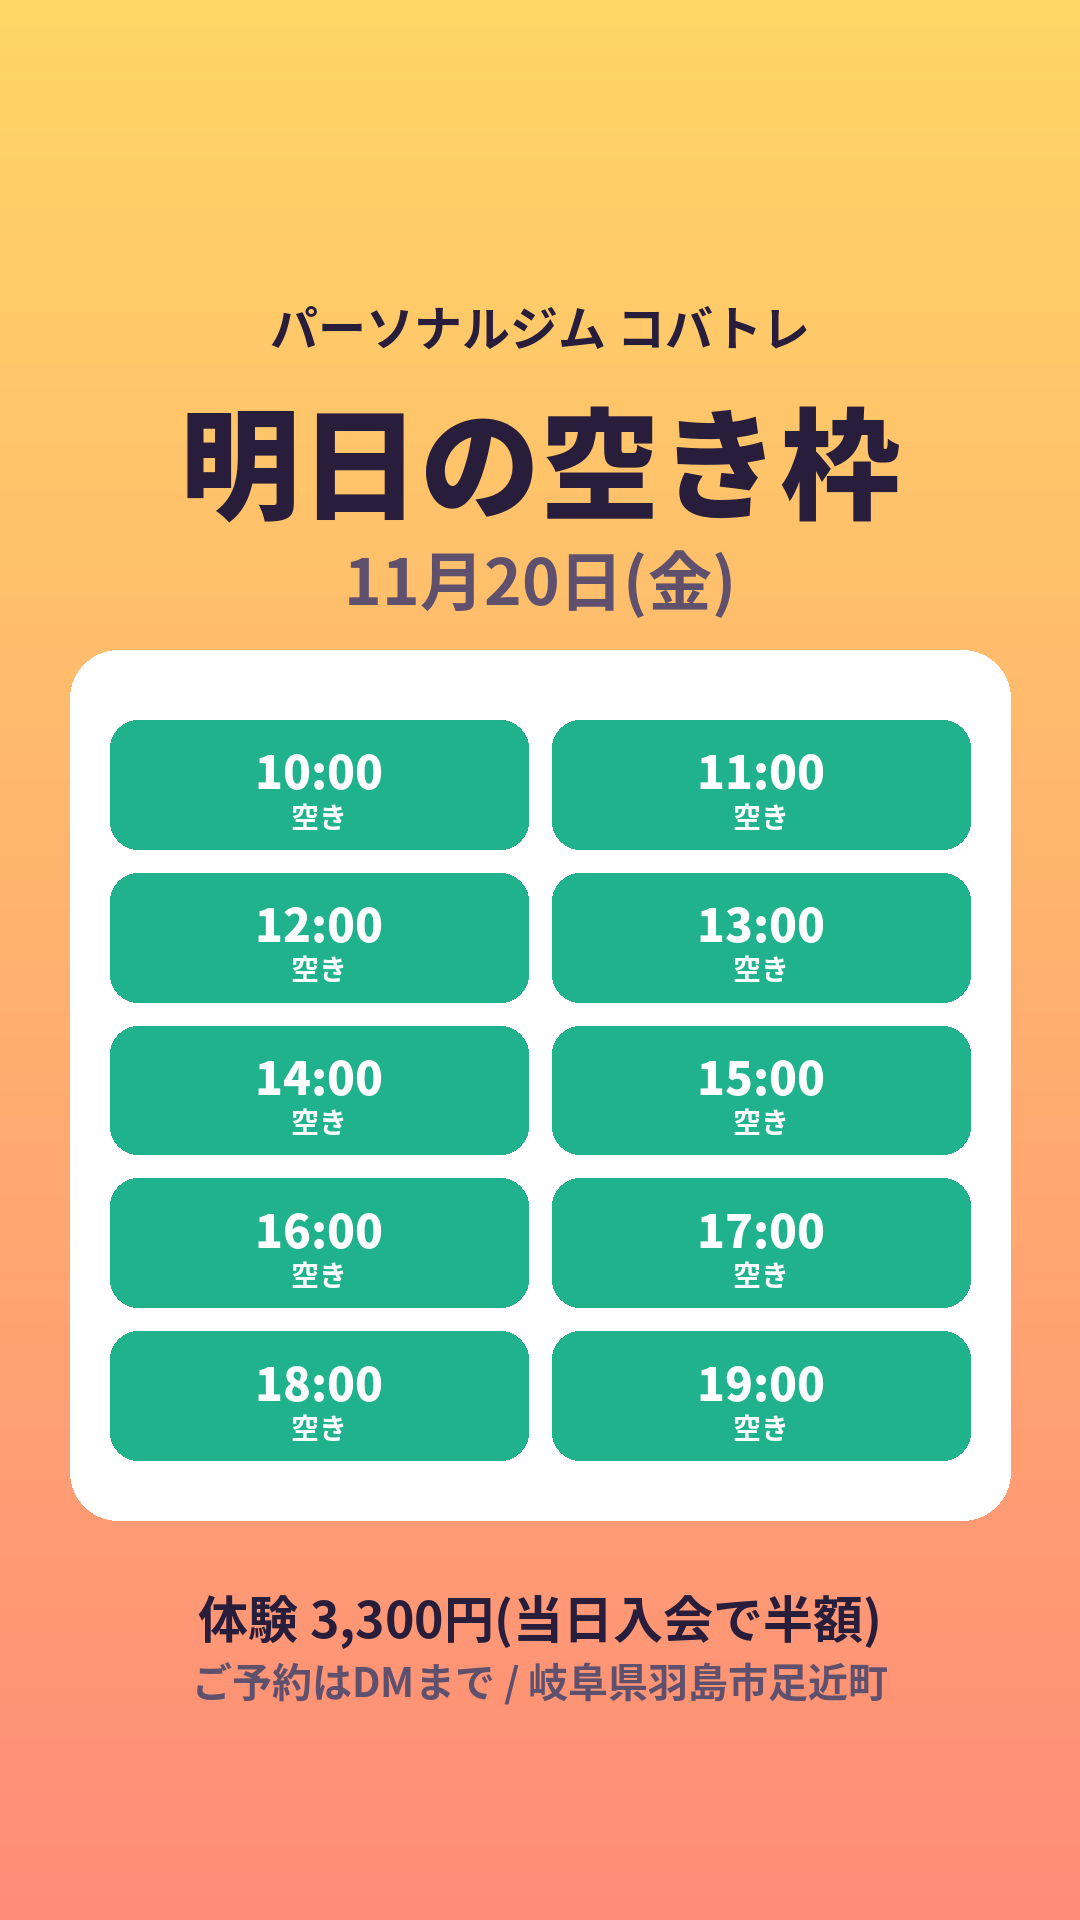 パーソナルジム コバトレ
明日の空き枠
11月20日(金)
10:00
空き
11:00
空き
12:00
空き
13:00
空き
14:00
空き
15:00
空き
16:00
空き
17:00
空き
18:00
空き
19:00
空き
体験 3,300円(当日入会で半額)
ご予約はDMまで / 岐阜県羽島市足近町